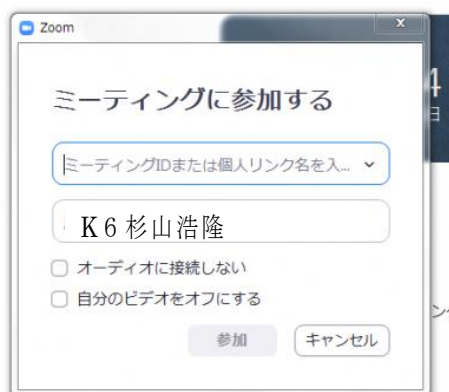 Zoom
x
4
日
ミーティングに参加する
ミーティングIDまたは個人リンク名を入...
K6杉山浩隆
オーディオに接続しない
自分のビデオをオフにする
参加
キャンセル